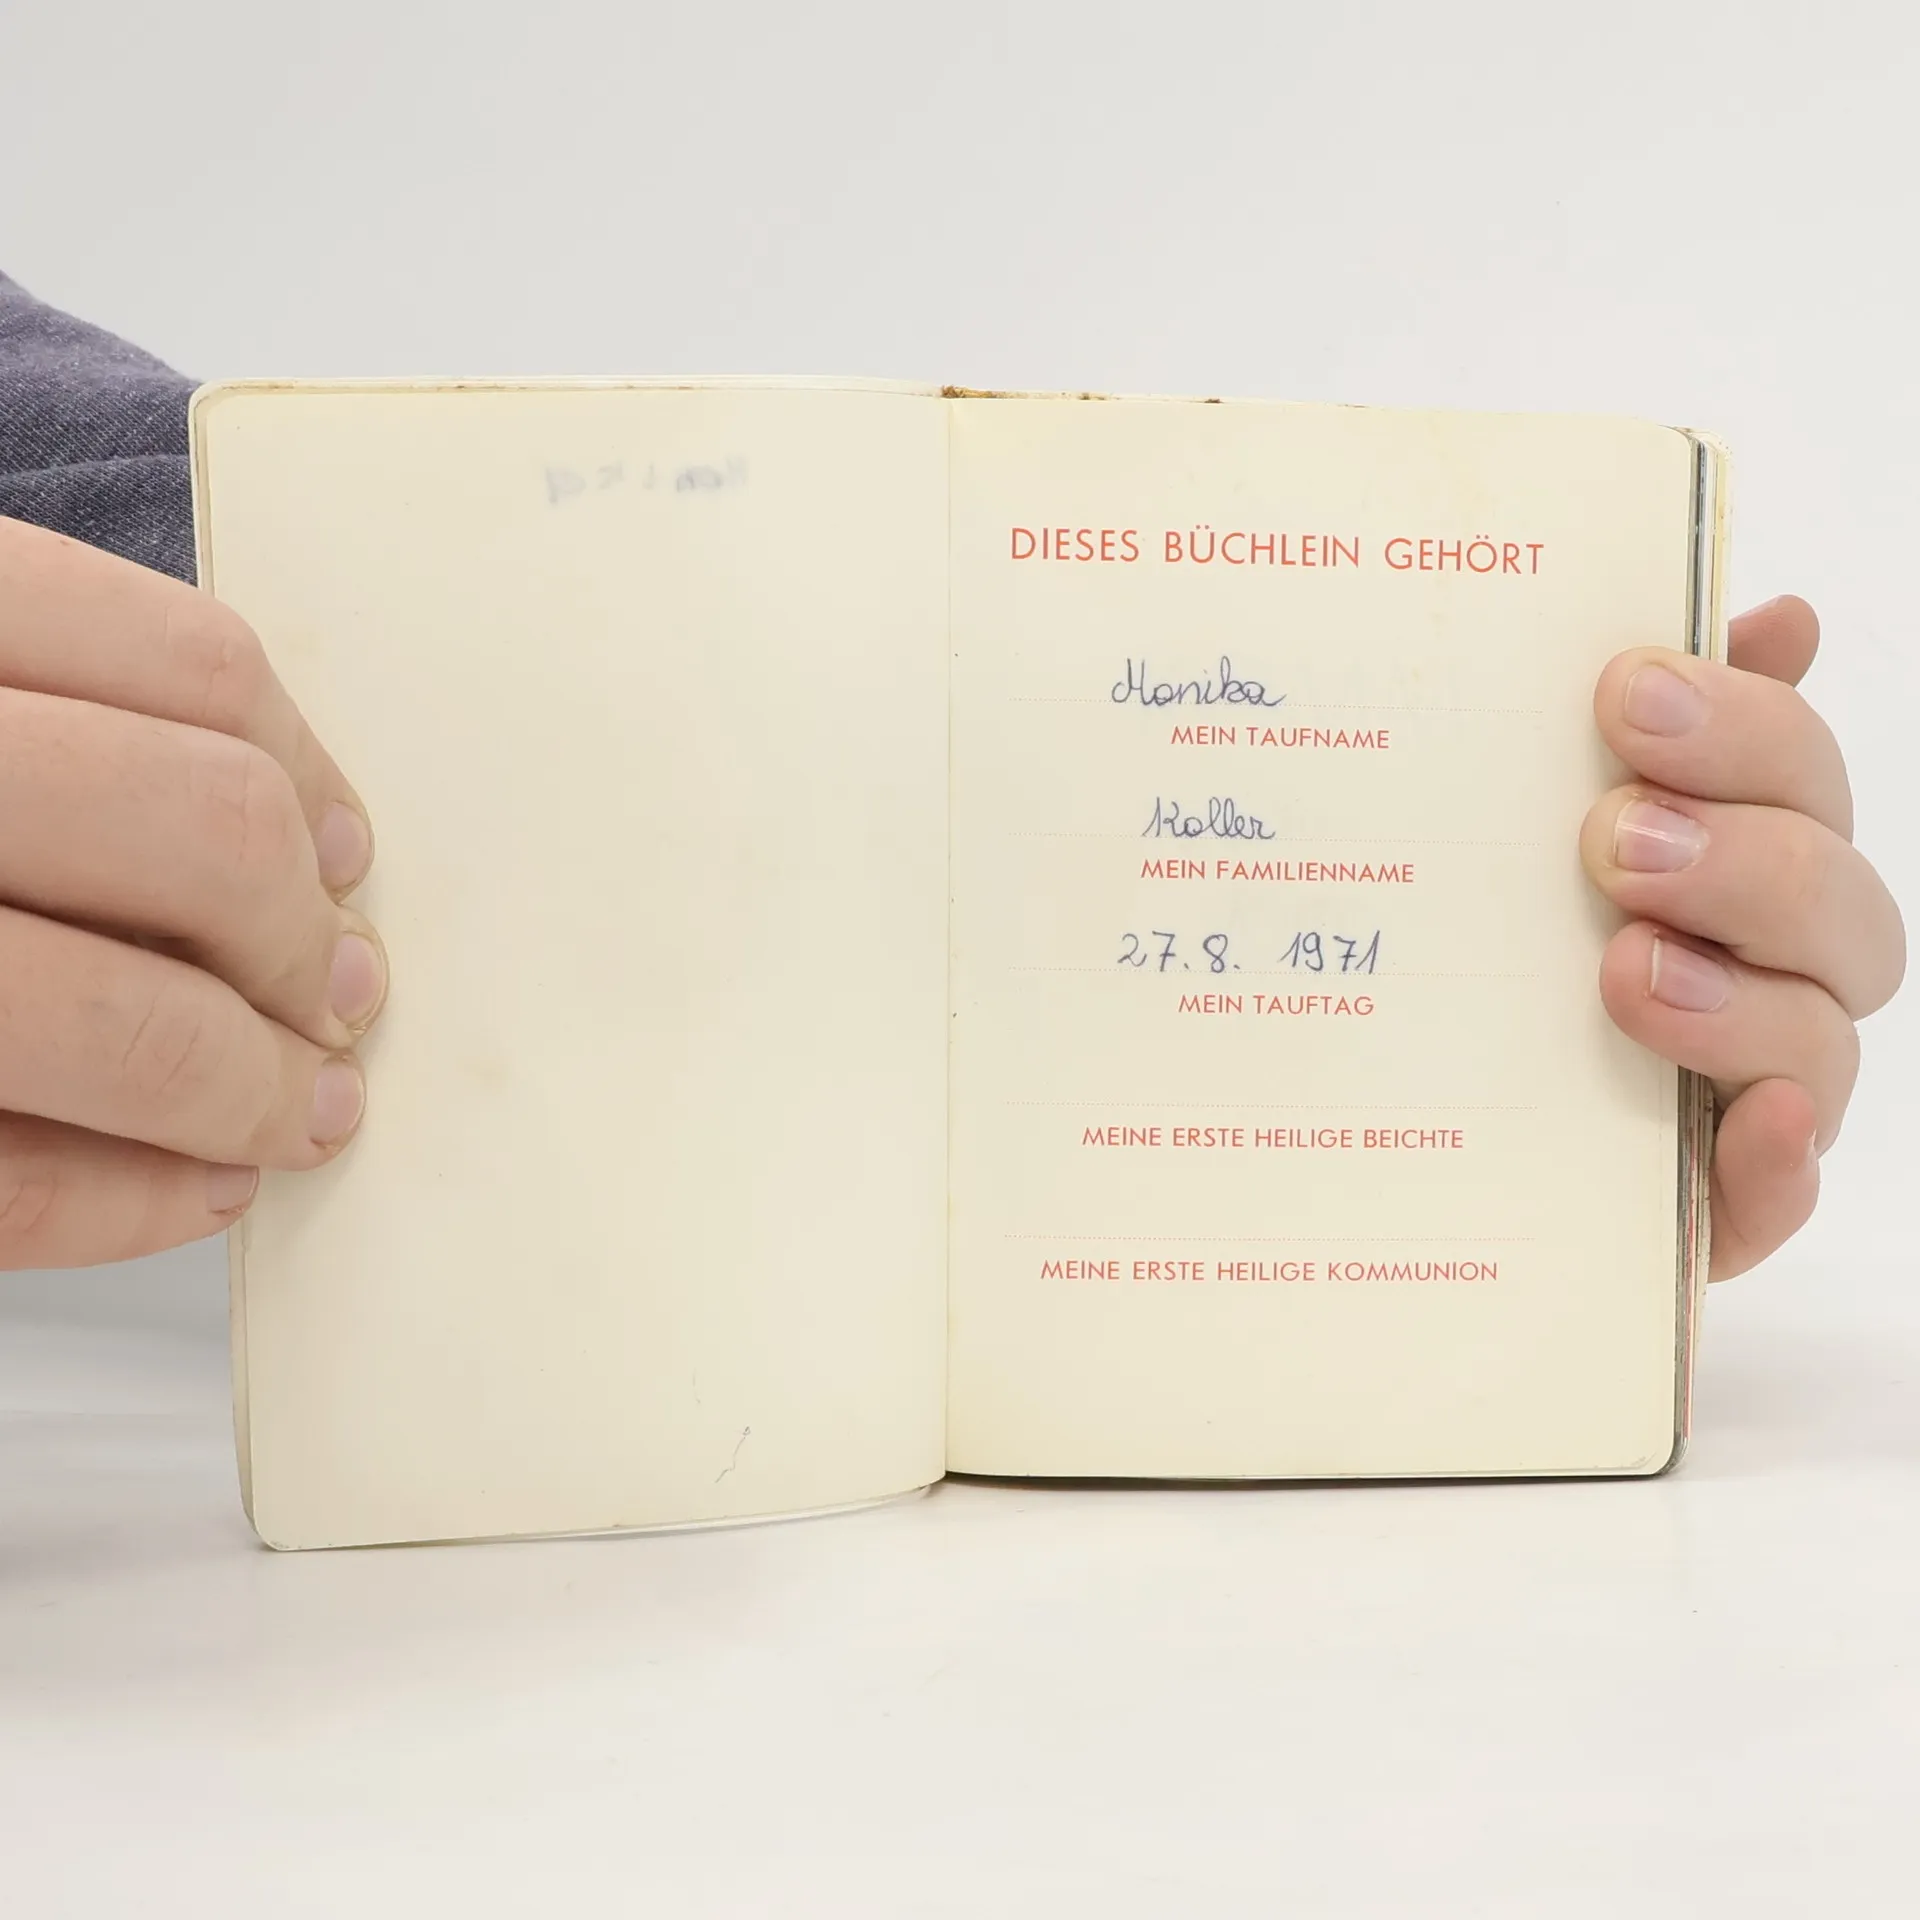 DIESES BÜCHLEIN GEHÖRT
Monika
MEIN TAUFNAME
Koller
MEIN FAMILIENNAME
27. 8. 1971
MEIN TAUFTAG
MEINE ERSTE HEILIGE BEICHTE
MEINE ERSTE HEILIGE KOMMUNION